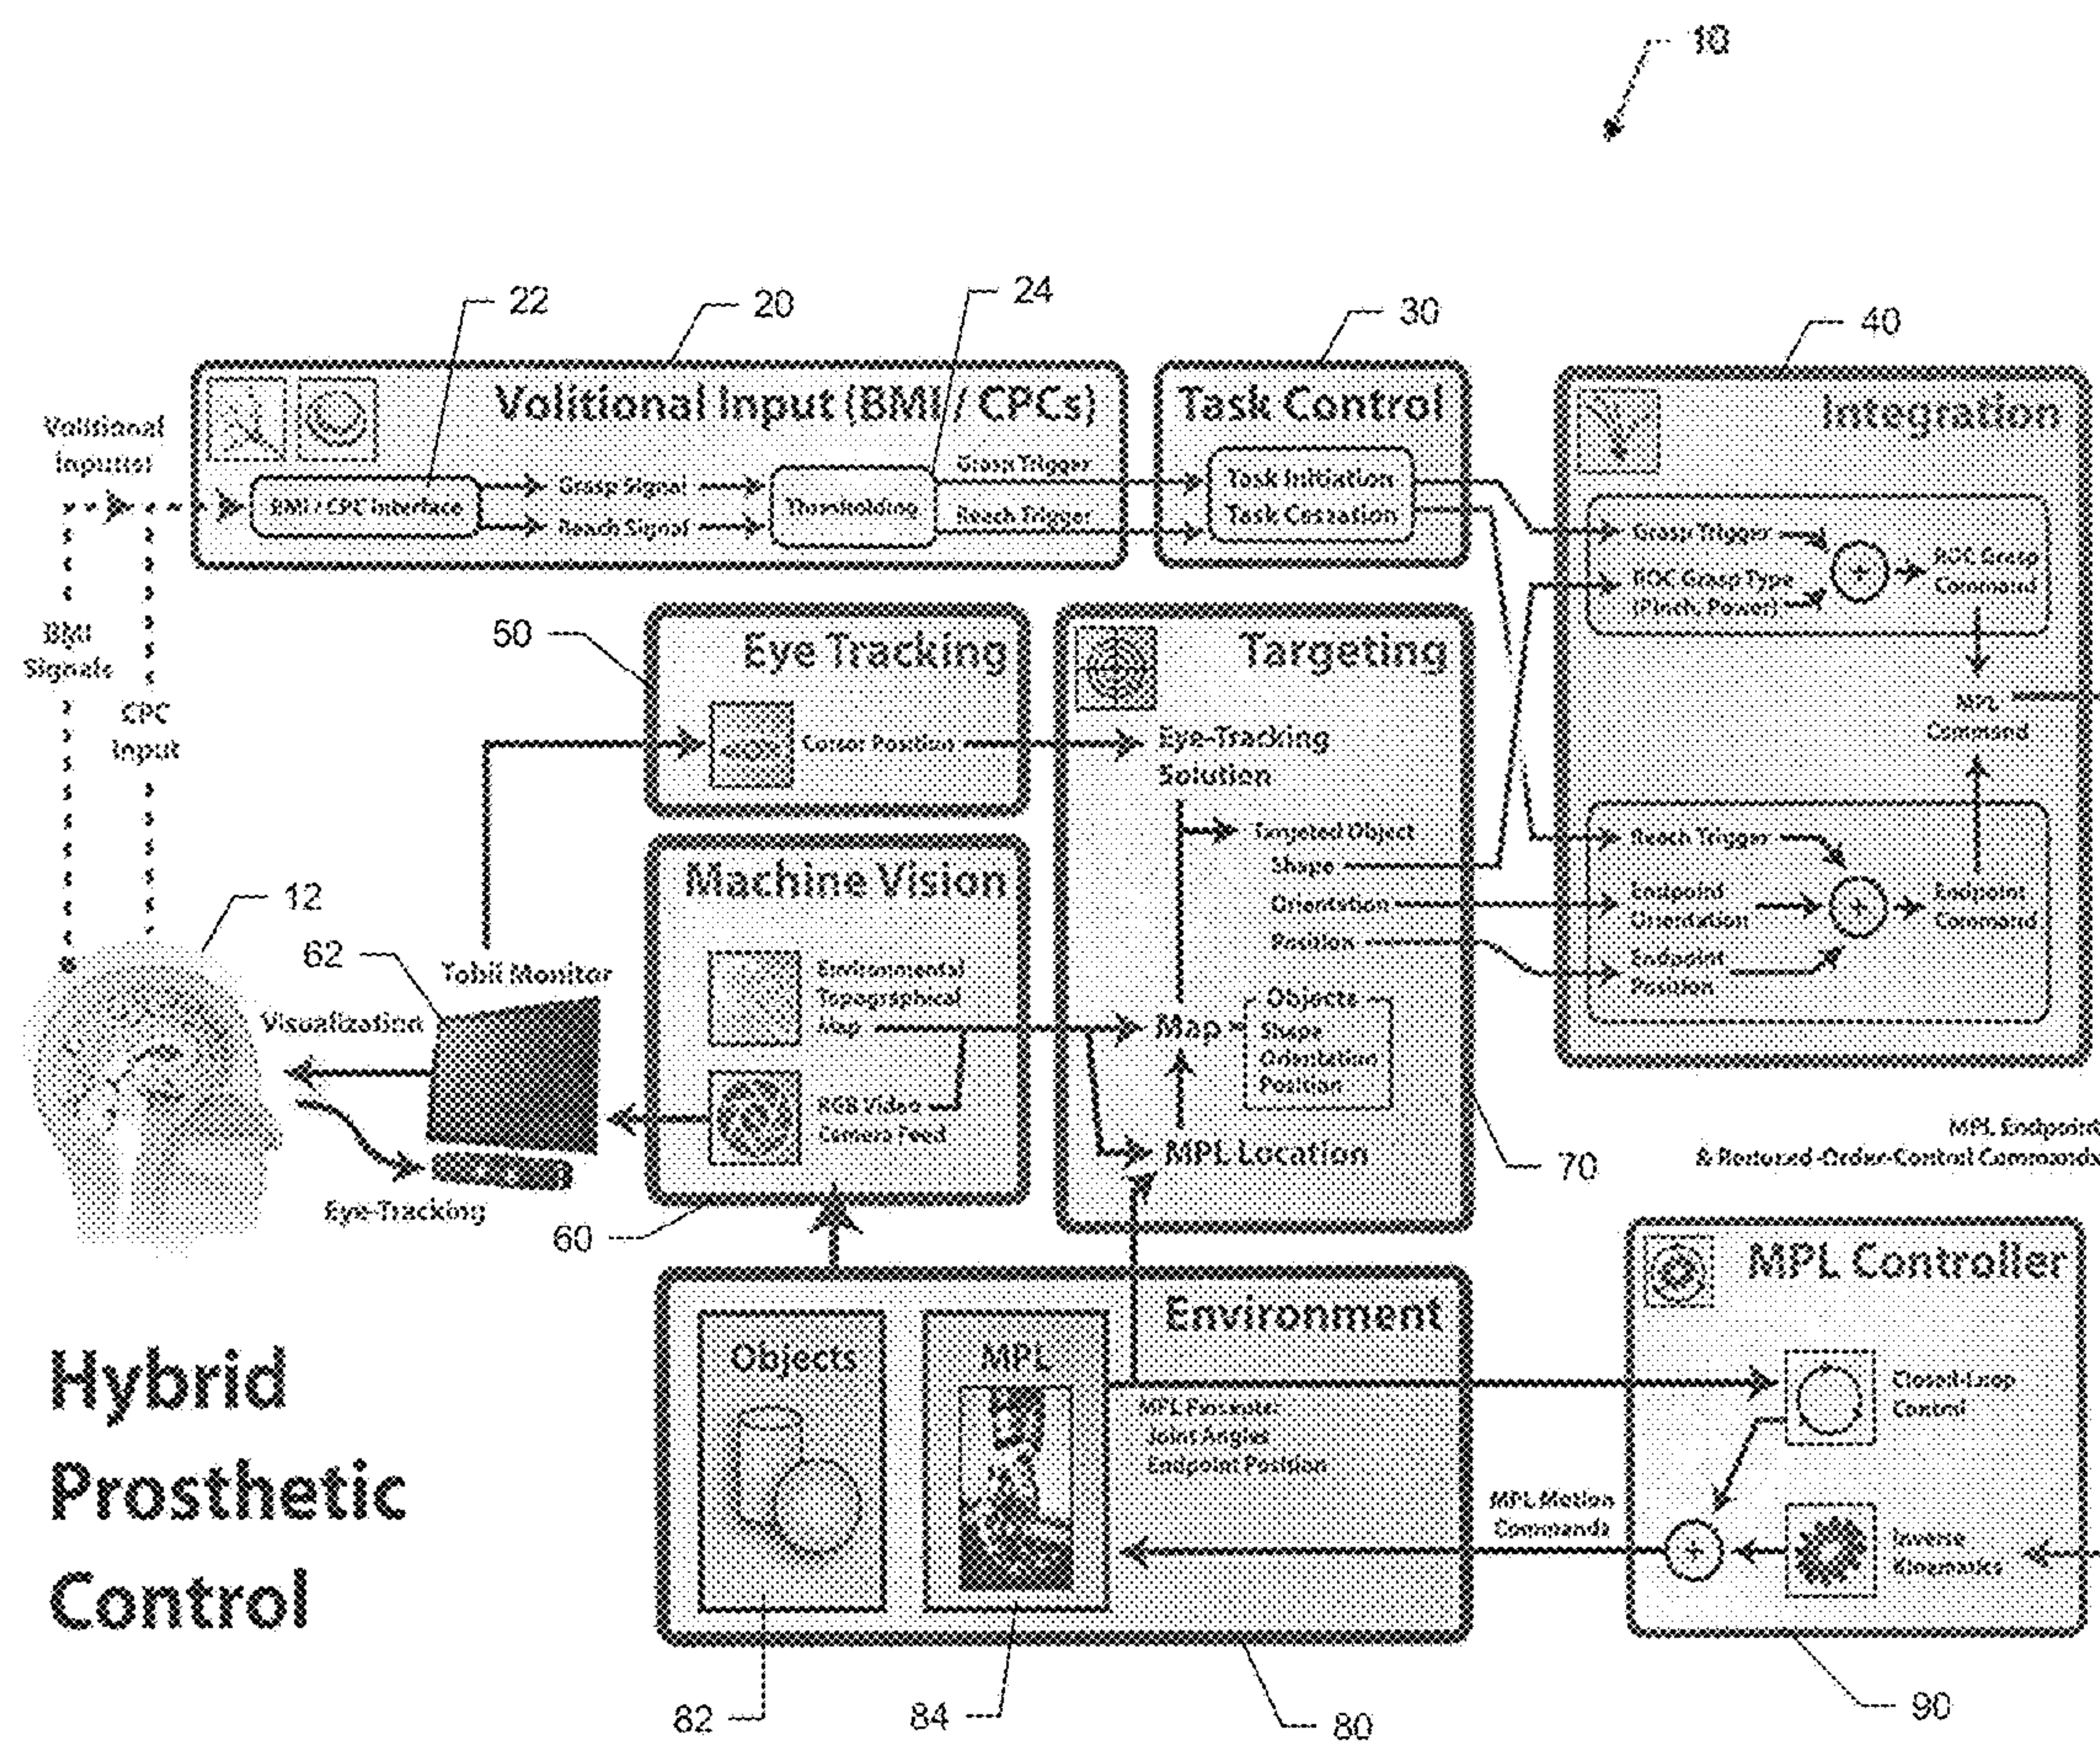 10
22
20
24
30
40
Volitional Input (BMI / CPCs)
Task Control
Integration
Volitional
Input(s)
BMI / CPC Interface
Grasp Signal
Reach Signal
Thresholding
Grasp Trigger
Reach Trigger
Task Initiation
Task Cessation
Grasp Trigger
ROC Grasp Type
(Pinch, Power)
ROC Grasp
Command
MPL
Command
Reach Trigger
Endpoint
Orientation
Endpoint
Position
Endpoint
Command
BMI
Signals
CPC
Input
50
Eye Tracking
Cursor Position
Targeting
Eye-Tracking
Solution
Targeted Object
Shape
Orientation
Position
Map
Objects
Shape
Orientation
Position
MPL Location
70
Machine Vision
Environmental
Topographical
Map
RGB Video
Camera Feed
60
12
62
Tobii Monitor
Visualization
Eye-Tracking
MPL Endpoint
& Reduced-Order-Control Commands
Environment
Objects
MPL
MPL
Joint Angles
Endpoint Position
82
84
80
MPL Motion
Commands
MPL Controller
Closed-Loop
Control
Inverse
Kinematics
90
Hybrid
Prosthetic
Control